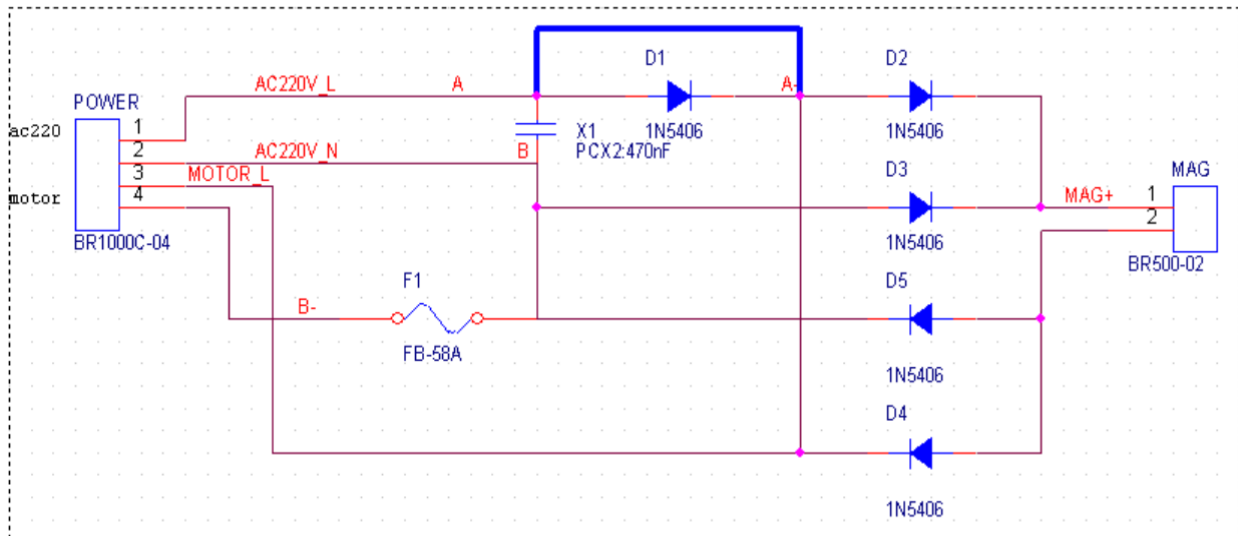 D1
D2
AC220V_L
A
A-
POWER
ac220
1
X1
1N5406
1N5406
2
AC220V_N
B
PCX2:470nF
3
MOTOR_L
D3
MAG
motor
4
MAG+
1
2
BR1000C-04
1N5406
BR500-02
F1
D5
B-
FB-58A
1N5406
D4
1N5406